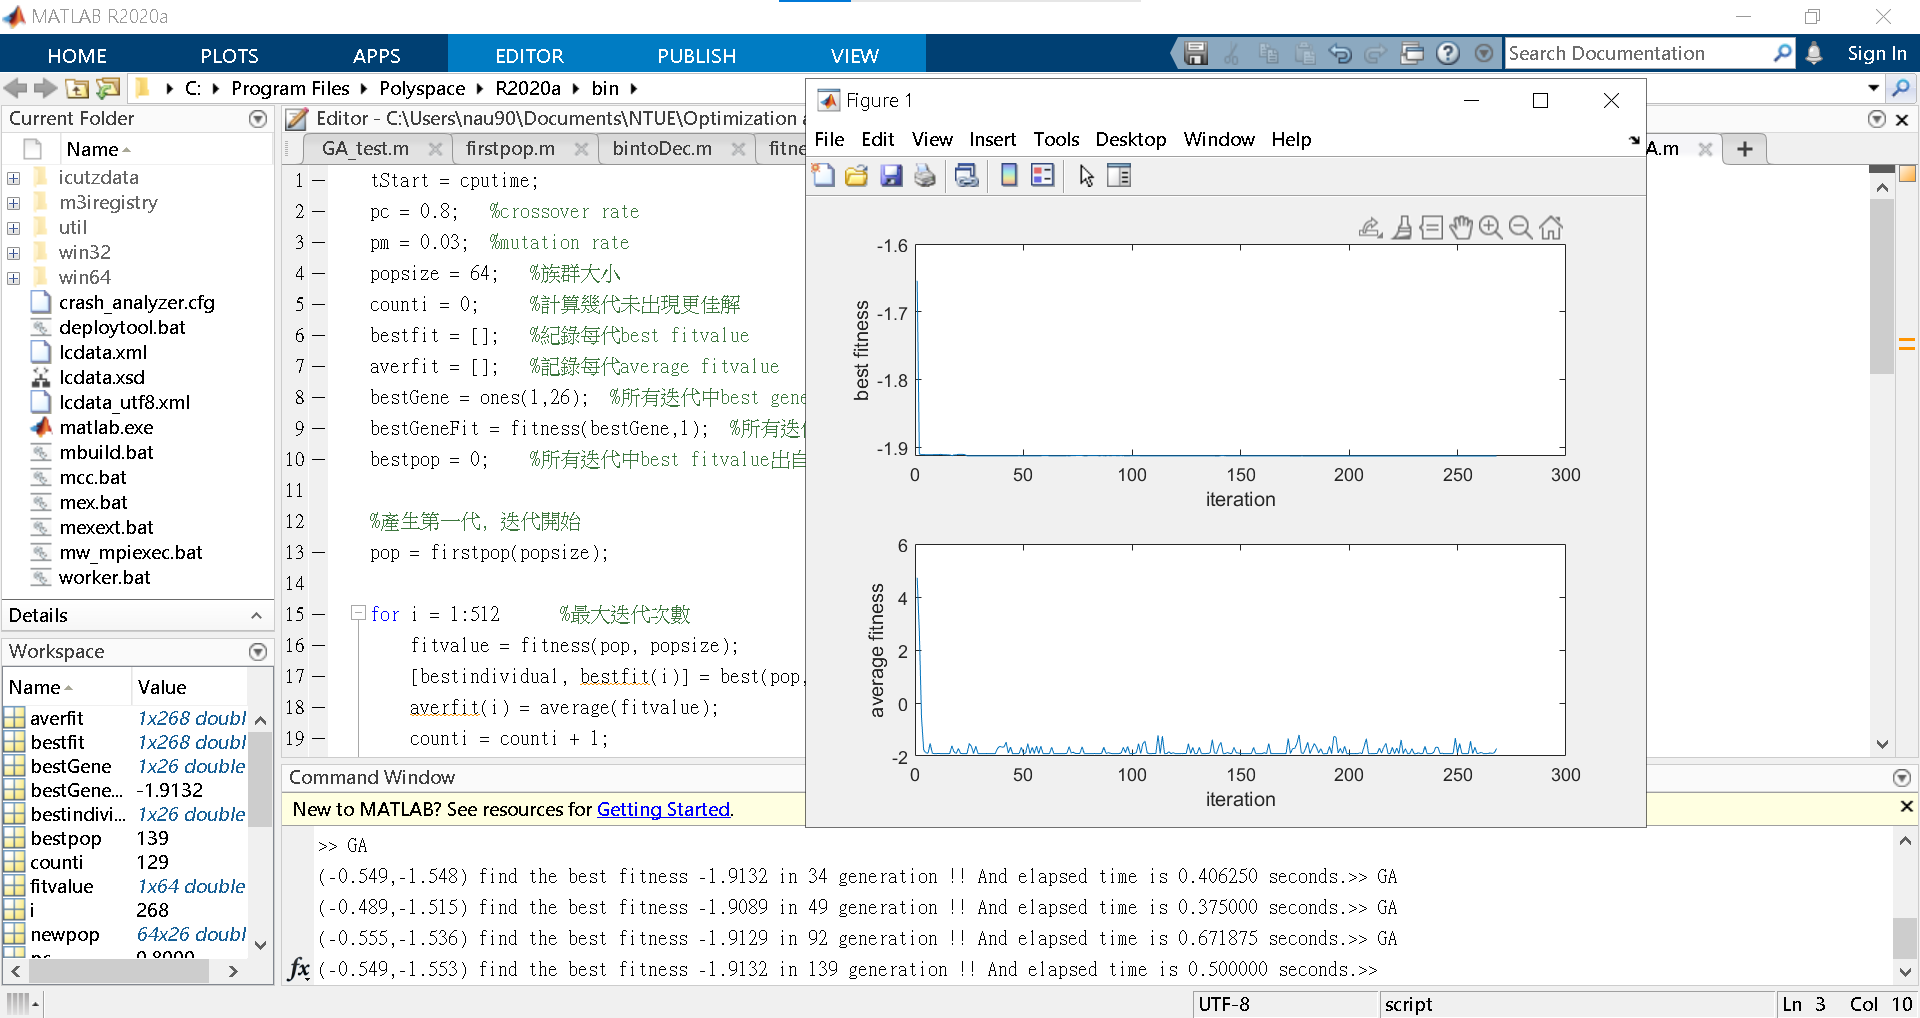 MATLAB R2020a
HOME PLOTS APPS EDITOR PUBLISH VIEW
Search Documentation
Sign In
C: Program Files Polyspace R2020a bin
Current Folder
Name
icutzdata
m3iregistry
util
win32
win64
crash_analyzer.cfg
deploytool.bat
lcdata.xml
lcdata.xsd
lcdata_utf8.xml
matlab.exe
mbuild.bat
mcc.bat
mex.bat
mexext.bat
mw_mpiexec.bat
worker.bat
Details
Workspace
Name Value
averfit 1x268 doubl
bestfit 1x268 doubl
bestGene 1x26 double
bestGene... -1.9132
bestindivi... 1x26 double
bestpop 139
counti 129
fitvalue 1x64 double
i 268
newpop 64x26 doubl
Editor - C:\Users\nau90\Documents\NTUE\Optimization a
GA_test.m firstpop.m bintoDec.m fitne
A.m
1 tStart = cputime;
2 pc = 0.8; %crossover rate
3 pm = 0.03; %mutation rate
4 popsize = 64; %族群大小
5 counti = 0; %計算幾代未出現更佳解
6 bestfit = []; %紀錄每代best fitvalue
7 averfit = []; %記錄每代average fitvalue
8 bestGene = ones(1,26); %所有迭代中best gene
9 bestGeneFit = fitness(bestGene,1); %所有迭代
10 bestpop = 0; %所有迭代中best fitvalue出自
11
12 %產生第一代, 迭代開始
13 pop = firstpop(popsize);
14
15 for i = 1:512 %最大迭代次數
16 fitvalue = fitness(pop, popsize);
17 [bestindividual, bestfit(i)] = best(pop,
18 averfit(i) = average(fitvalue);
19 counti = counti + 1;
Figure 1
File Edit View Insert Tools Desktop Window Help
best fitness
-1.6
-1.7
-1.8
-1.9
0 50 100 150 200 250 300
iteration
average fitness
6
4
2
0
-2
0 50 100 150 200 250 300
iteration
Command Window
New to MATLAB? See resources for Getting Started.
>> GA
(-0.549,-1.548) find the best fitness -1.9132 in 34 generation !! And elapsed time is 0.406250 seconds.>> GA
(-0.489,-1.515) find the best fitness -1.9089 in 49 generation !! And elapsed time is 0.375000 seconds.>> GA
(-0.555,-1.536) find the best fitness -1.9129 in 92 generation !! And elapsed time is 0.671875 seconds.>> GA
fx (-0.549,-1.553) find the best fitness -1.9132 in 139 generation !! And elapsed time is 0.500000 seconds.>>
UTF-8 script Ln 3 Col 10